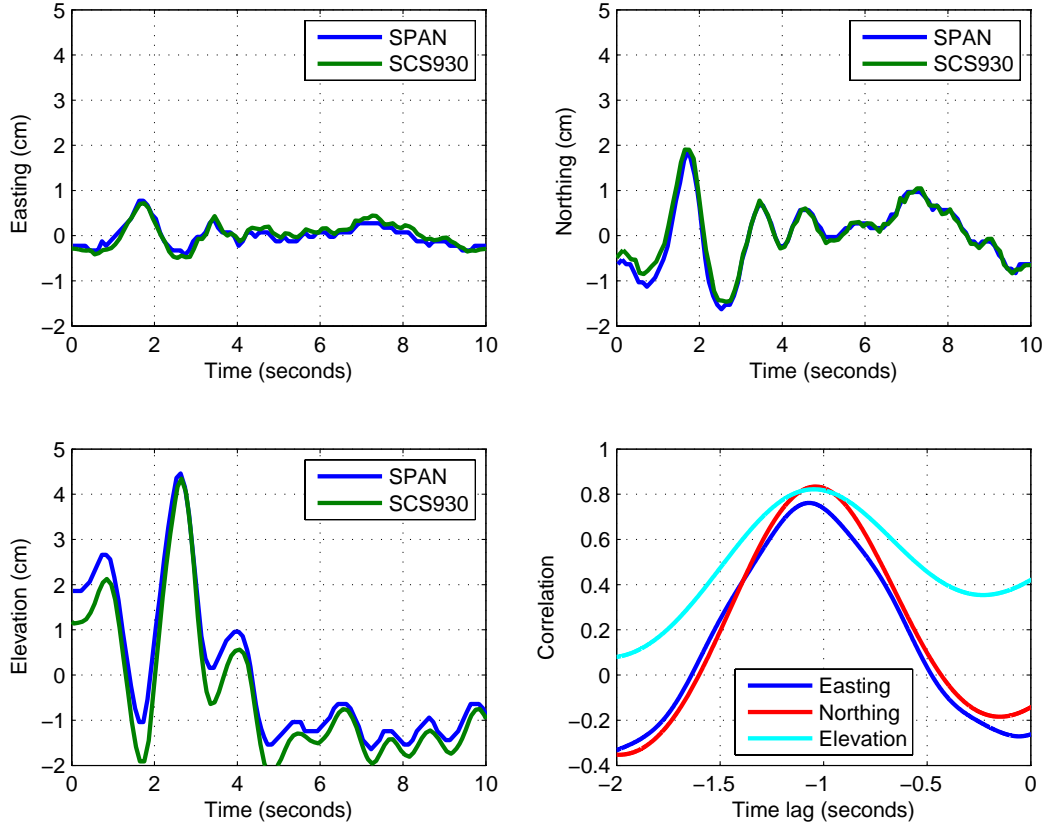 5
4
3
2
1
0
−1
−2
0 2 4 6 8 10
Easting (cm)
Time (seconds)
SPAN
SCS930
5
4
3
2
1
0
−1
−2
0 2 4 6 8 10
Northing (cm)
Time (seconds)
SPAN
SCS930
5
4
3
2
1
0
−1
−2
0 2 4 6 8 10
Elevation (cm)
Time (seconds)
SPAN
SCS930
1
0.8
0.6
0.4
0.2
0
−0.2
−0.4
−2 −1.5 −1 −0.5 0
Correlation
Time lag (seconds)
Easting
Northing
Elevation